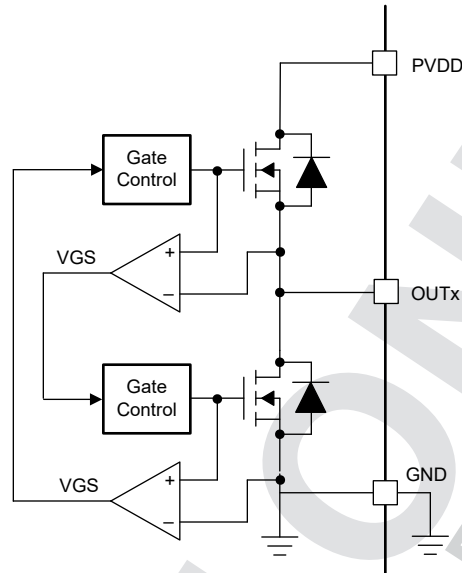 PVDD
Gate
Control
+
VGS
−
OUTx
Gate
Control
GND
+
VGS
−